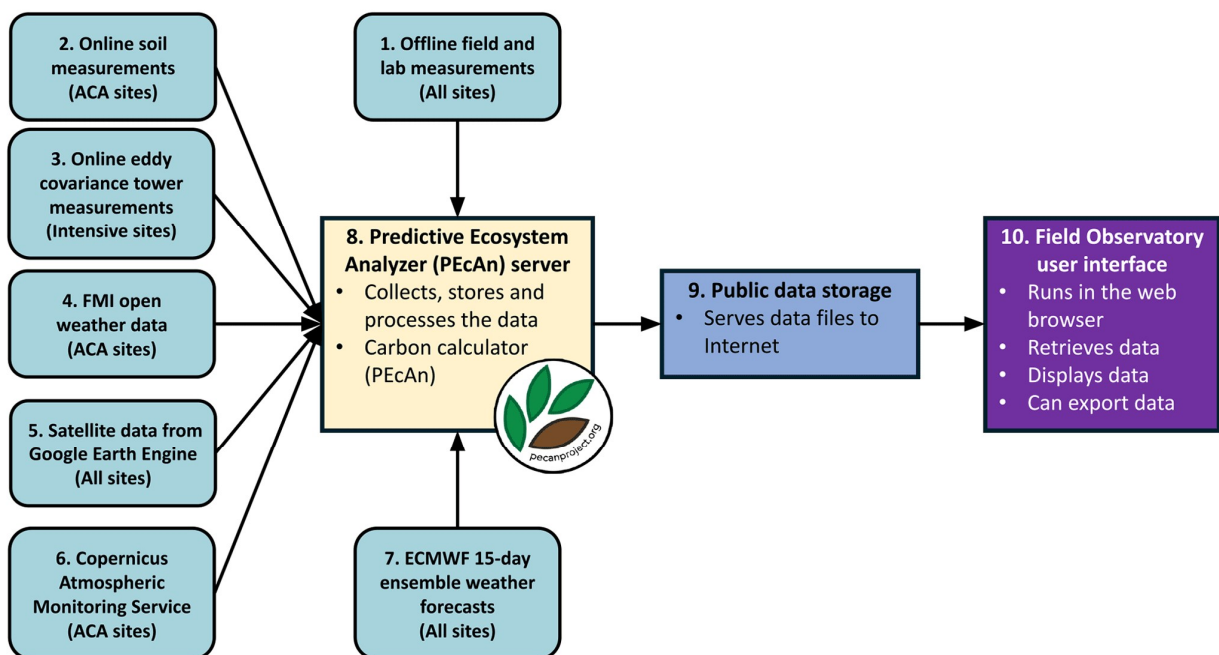 2. Online soil
measurements
(ACA sites)
1. Offline field and
lab measurements
(All sites)
3. Online eddy
covariance tower
measurements
(Intensive sites)
4. FMI open
weather data
(ACA sites)
5. Satellite data from
Google Earth Engine
(All sites)
6. Copernicus
Atmospheric
Monitoring Service
(ACA sites)
7. ECMWF 15-day
ensemble weather
forecasts
(All sites)
8. Predictive Ecosystem
Analyzer (PEcAn) server
• Collects, stores and
processes the data
• Carbon calculator
(PEcAn)
pecanproject.org
9. Public data storage
• Serves data files to
Internet
10. Field Observatory
user interface
• Runs in the web
browser
• Retrieves data
• Displays data
• Can export data